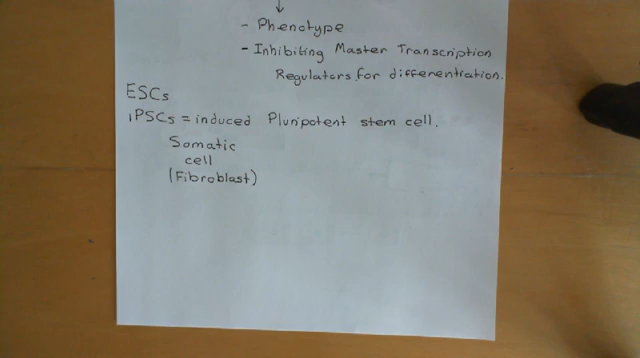 - Phenotype
- Inhibiting Master Transcription
Regulators for differentration.
ESCs
iPSCs = induced Pluripotent stem cell.
Somatic
cell
(Fibroblast)